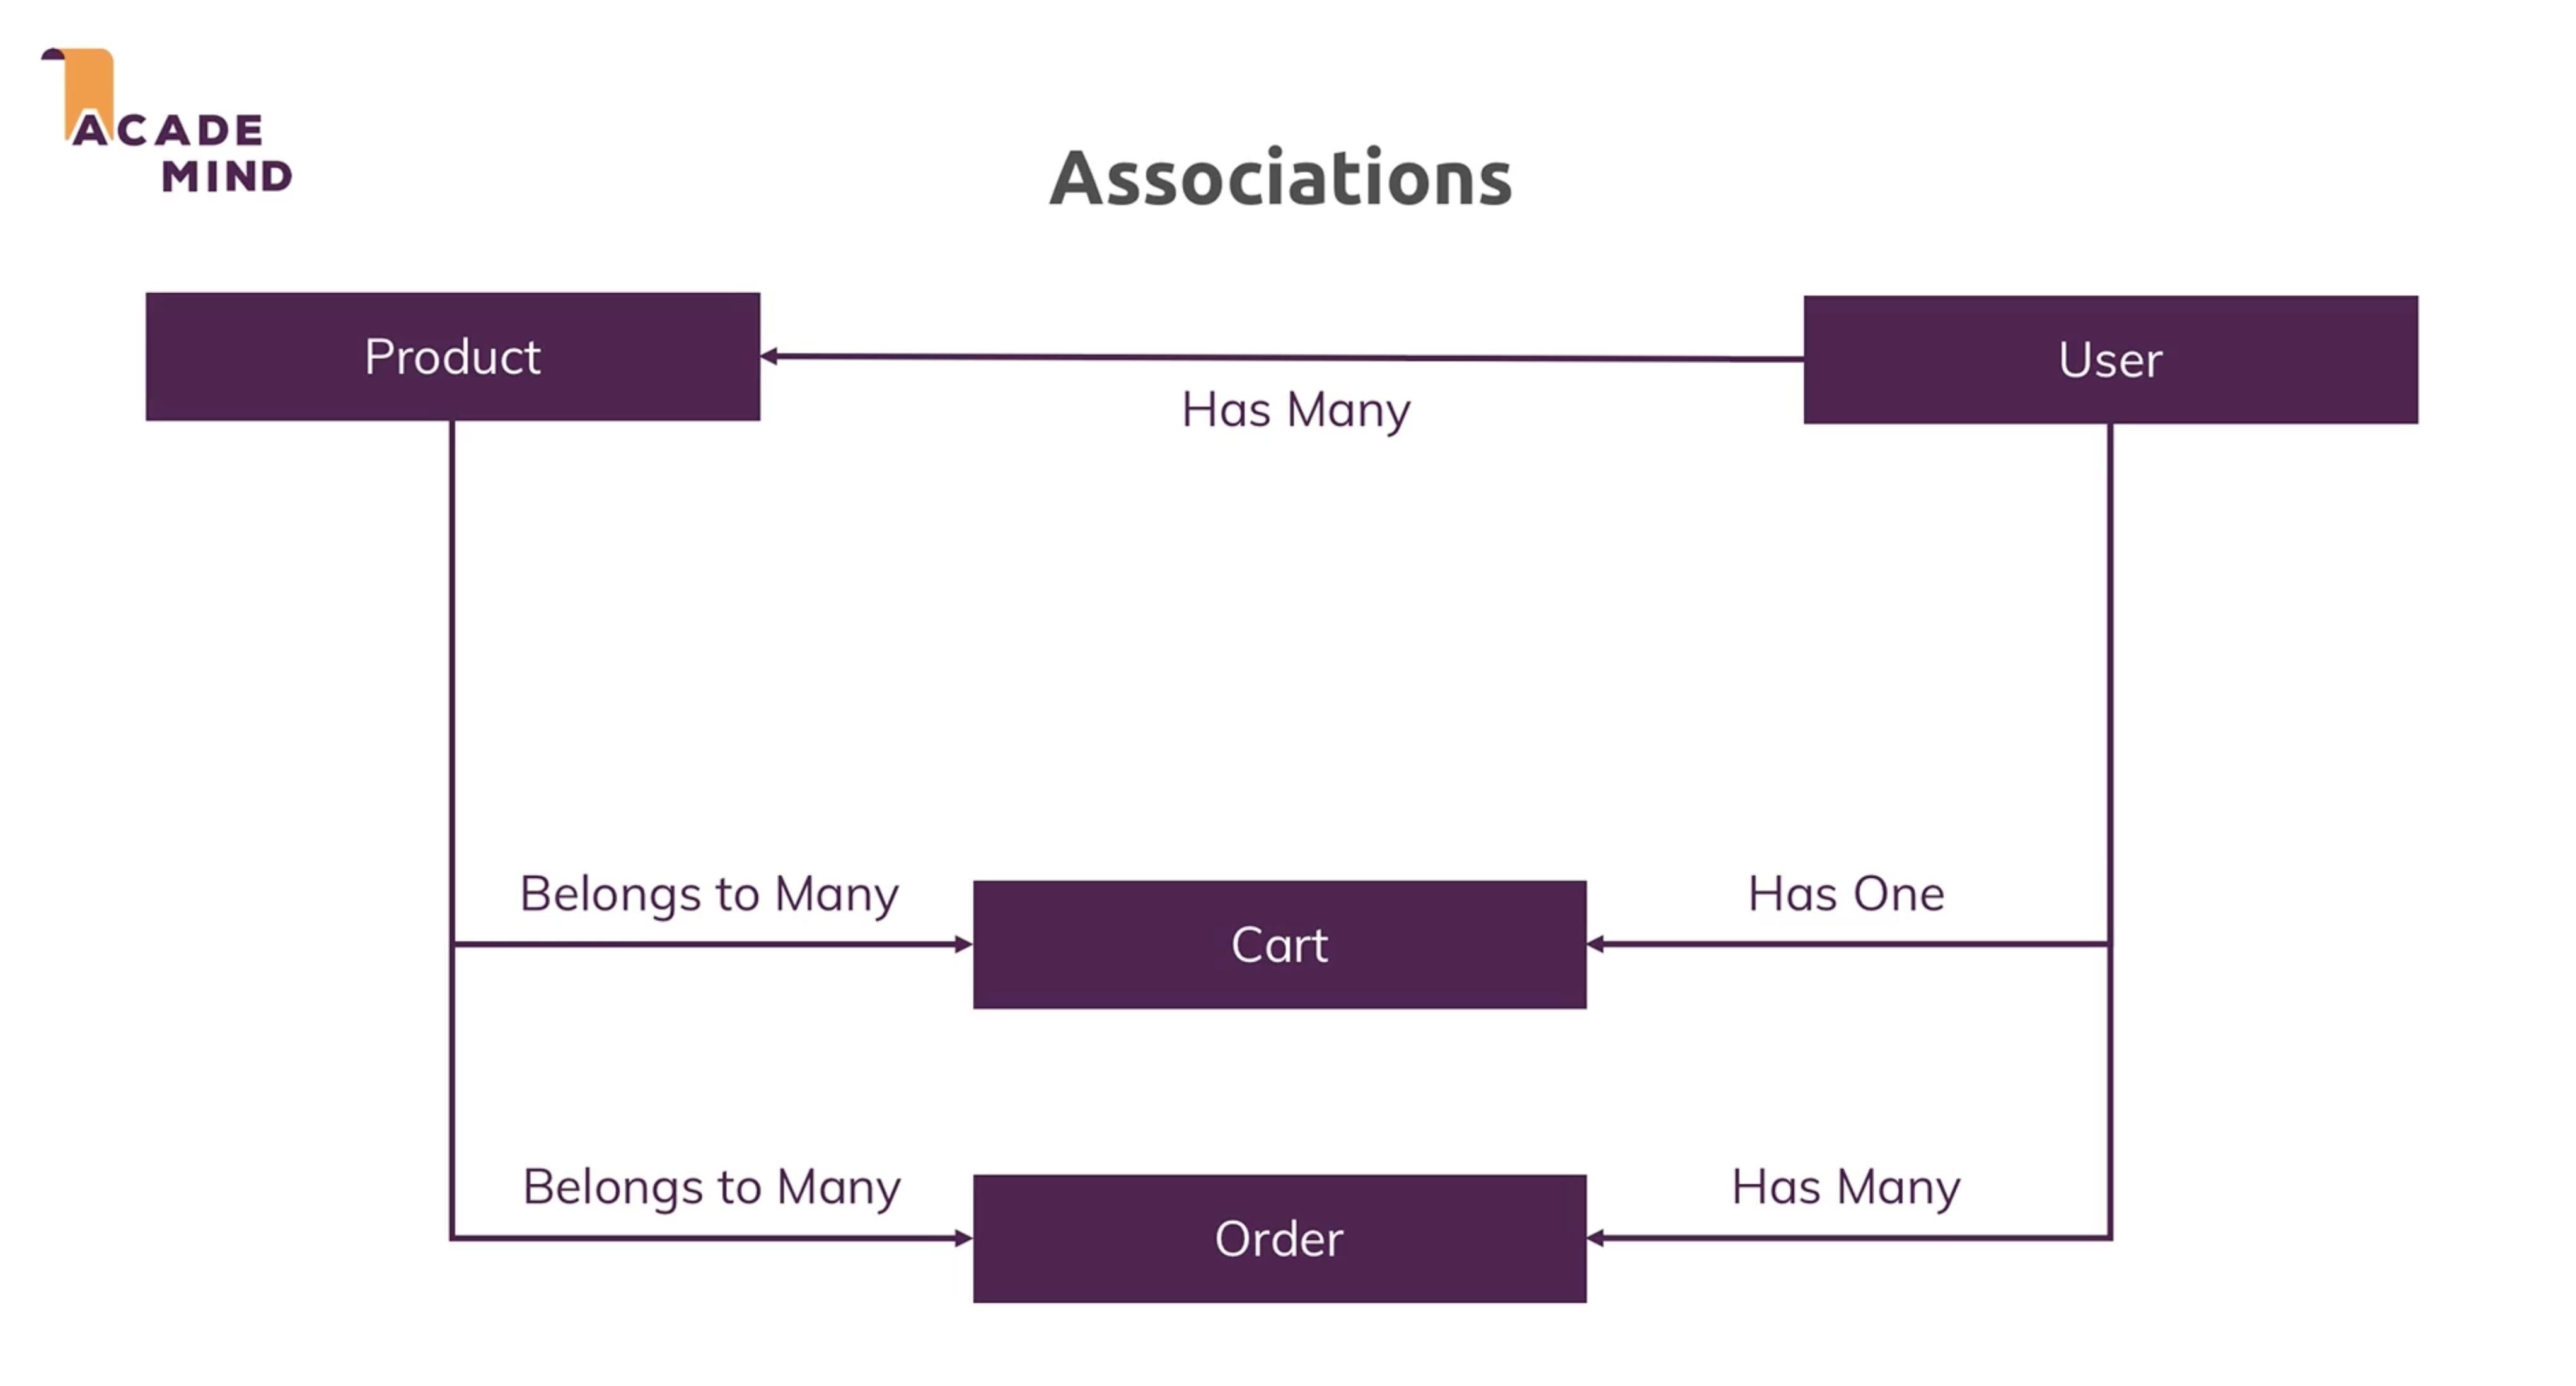 ACADE
MIND
Associations
Product
User
Has Many
Belongs to Many
Has One
Cart
Belongs to Many
Has Many
Order